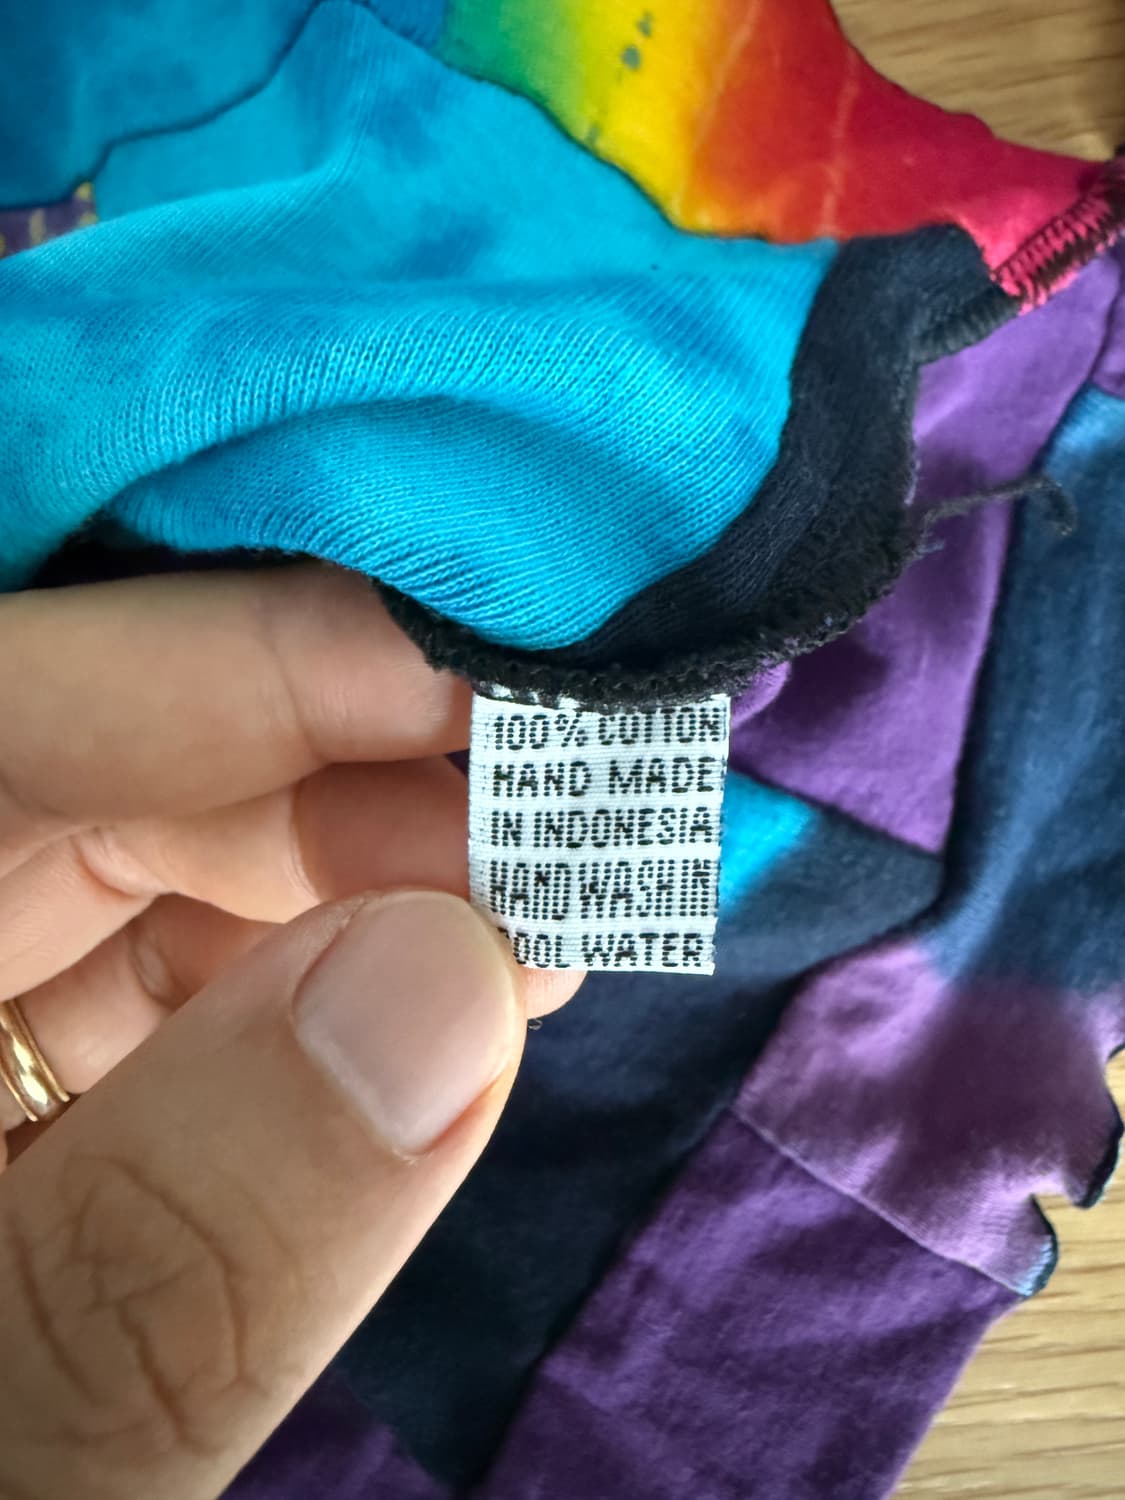 100% COTTON
HAND MADE
IN INDONESIA
HAND WASH IN
COOL WATER